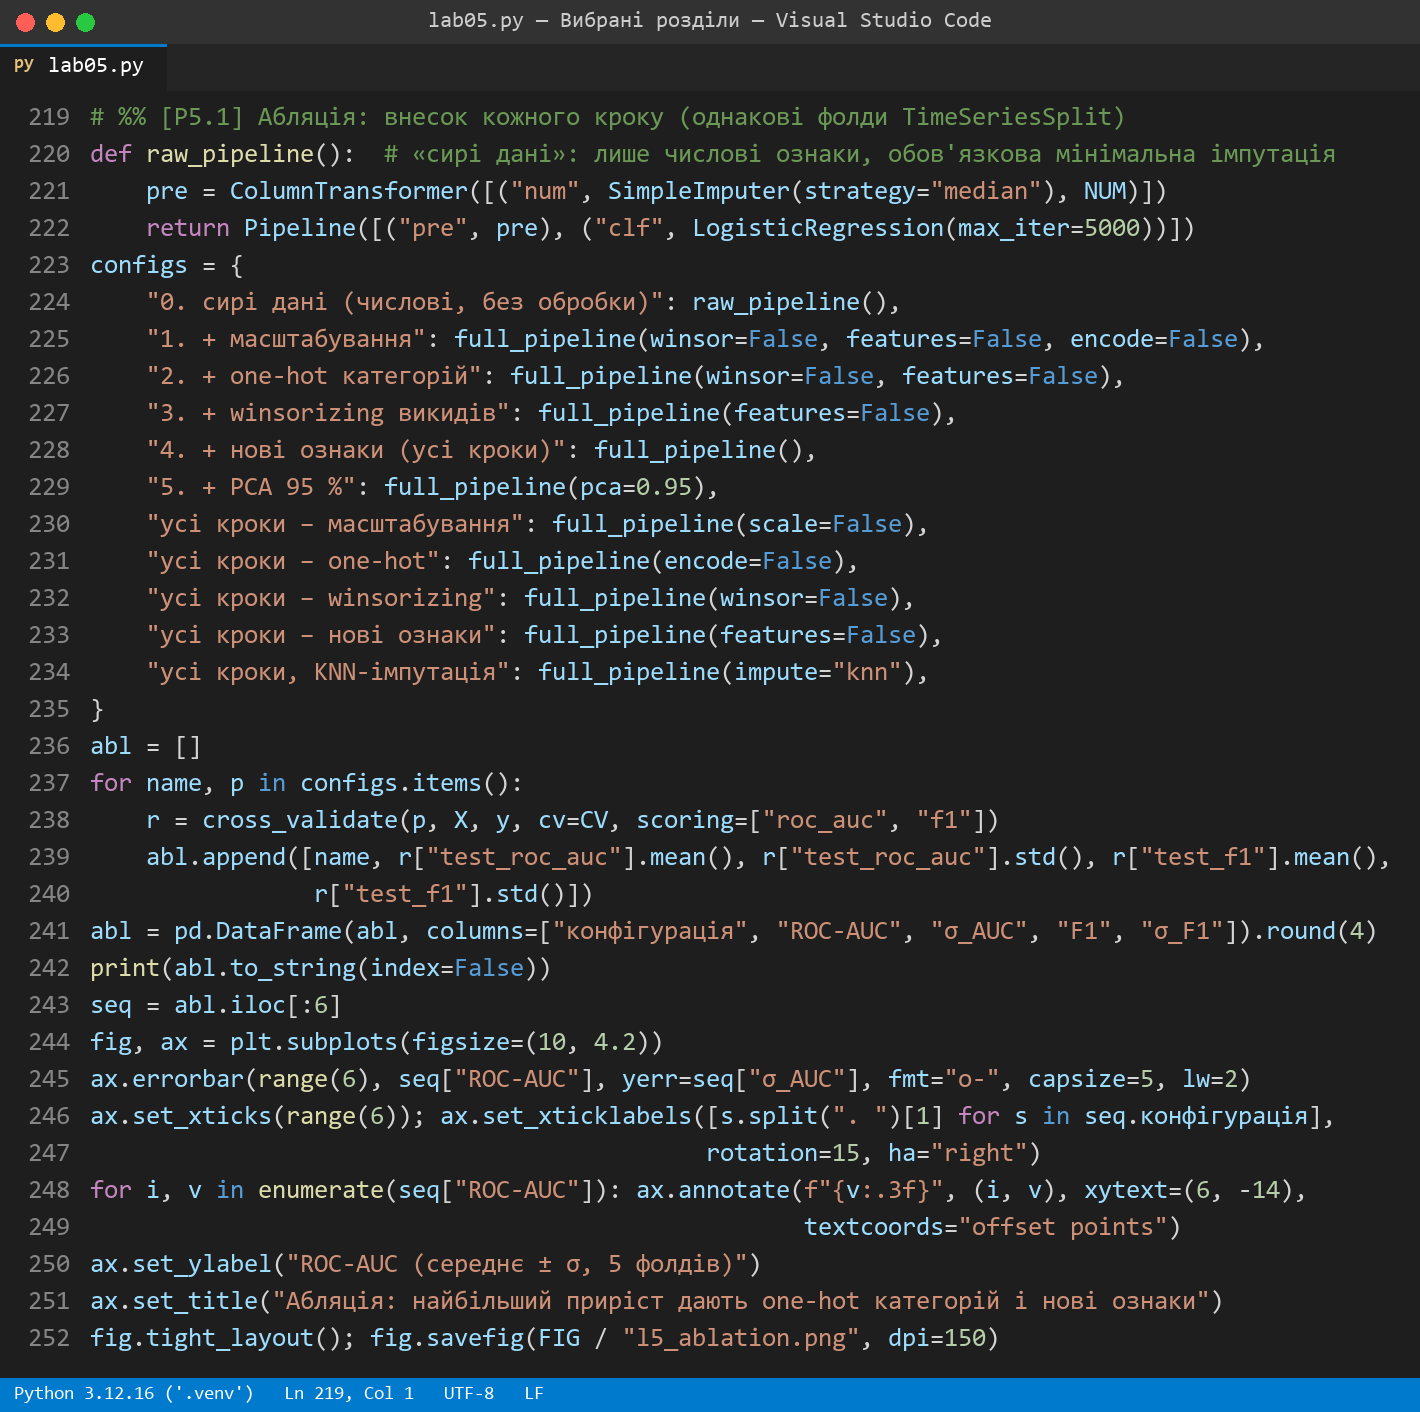 lab05.py — Вибрані розділи — Visual Studio Code
PY lab05.py
219 # %% [P5.1] Абляція: внесок кожного кроку (однакові фолди TimeSeriesSplit)
220 def raw_pipeline():  # «сирі дані»: лише числові ознаки, обов'язкова мінімальна імпутація
221     pre = ColumnTransformer([("num", SimpleImputer(strategy="median"), NUM)])
222     return Pipeline([("pre", pre), ("clf", LogisticRegression(max_iter=5000))])
223 configs = {
224     "0. сирі дані (числові, без обробки)": raw_pipeline(),
225     "1. + масштабування": full_pipeline(winsor=False, features=False, encode=False),
226     "2. + one-hot категорій": full_pipeline(winsor=False, features=False),
227     "3. + winsorizing викидів": full_pipeline(features=False),
228     "4. + нові ознаки (усі кроки)": full_pipeline(),
229     "5. + PCA 95 %": full_pipeline(pca=0.95),
230     "усі кроки – масштабування": full_pipeline(scale=False),
231     "усі кроки – one-hot": full_pipeline(encode=False),
232     "усі кроки – winsorizing": full_pipeline(winsor=False),
233     "усі кроки – нові ознаки": full_pipeline(features=False),
234     "усі кроки, KNN-імпутація": full_pipeline(impute="knn"),
235 }
236 abl = []
237 for name, p in configs.items():
238     r = cross_validate(p, X, y, cv=CV, scoring=["roc_auc", "f1"])
239     abl.append([name, r["test_roc_auc"].mean(), r["test_roc_auc"].std(), r["test_f1"].mean(),
240                 r["test_f1"].std()])
241 abl = pd.DataFrame(abl, columns=["конфігурація", "ROC-AUC", "σ_AUC", "F1", "σ_F1"]).round(4)
242 print(abl.to_string(index=False))
243 seq = abl.iloc[:6]
244 fig, ax = plt.subplots(figsize=(10, 4.2))
245 ax.errorbar(range(6), seq["ROC-AUC"], yerr=seq["σ_AUC"], fmt="o-", capsize=5, lw=2)
246 ax.set_xticks(range(6)); ax.set_xticklabels([s.split(". ")[1] for s in seq.конфігурація],
247                                             rotation=15, ha="right")
248 for i, v in enumerate(seq["ROC-AUC"]): ax.annotate(f"{v:.3f}", (i, v), xytext=(6, -14),
249                                                    textcoords="offset points")
250 ax.set_ylabel("ROC-AUC (середнє ± σ, 5 фолдів)")
251 ax.set_title("Абляція: найбільший приріст дають one-hot категорій і нові ознаки")
252 fig.tight_layout(); fig.savefig(FIG / "l5_ablation.png", dpi=150)
Python 3.12.16 ('.venv')   Ln 219, Col 1   UTF-8   LF